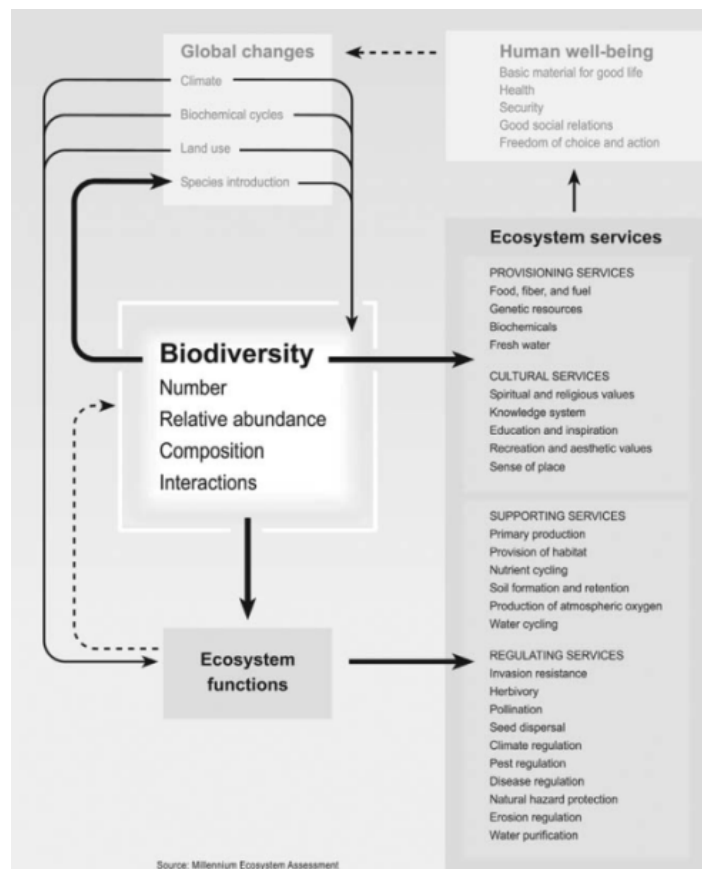 Global changes
Climate
Biochemical cycles
Land use
Species introduction
Human well-being
Basic material for good life
Health
Security
Good social relations
Freedom of choice and action
Biodiversity
Number
Relative abundance
Composition
Interactions
Ecosystem
functions
Ecosystem services
PROVISIONING SERVICES
Food, fiber, and fuel
Genetic resources
Biochemicals
Fresh water
CULTURAL SERVICES
Spiritual and religious values
Knowledge system
Education and inspiration
Recreation and aesthetic values
Sense of place
SUPPORTING SERVICES
Primary production
Provision of habitat
Nutrient cycling
Soil formation and retention
Production of atmospheric oxygen
Water cycling
REGULATING SERVICES
Invasion resistance
Herbivory
Pollination
Seed dispersal
Climate regulation
Pest regulation
Disease regulation
Natural hazard protection
Erosion regulation
Water purification
Source: Millennium Ecosystem Assessment